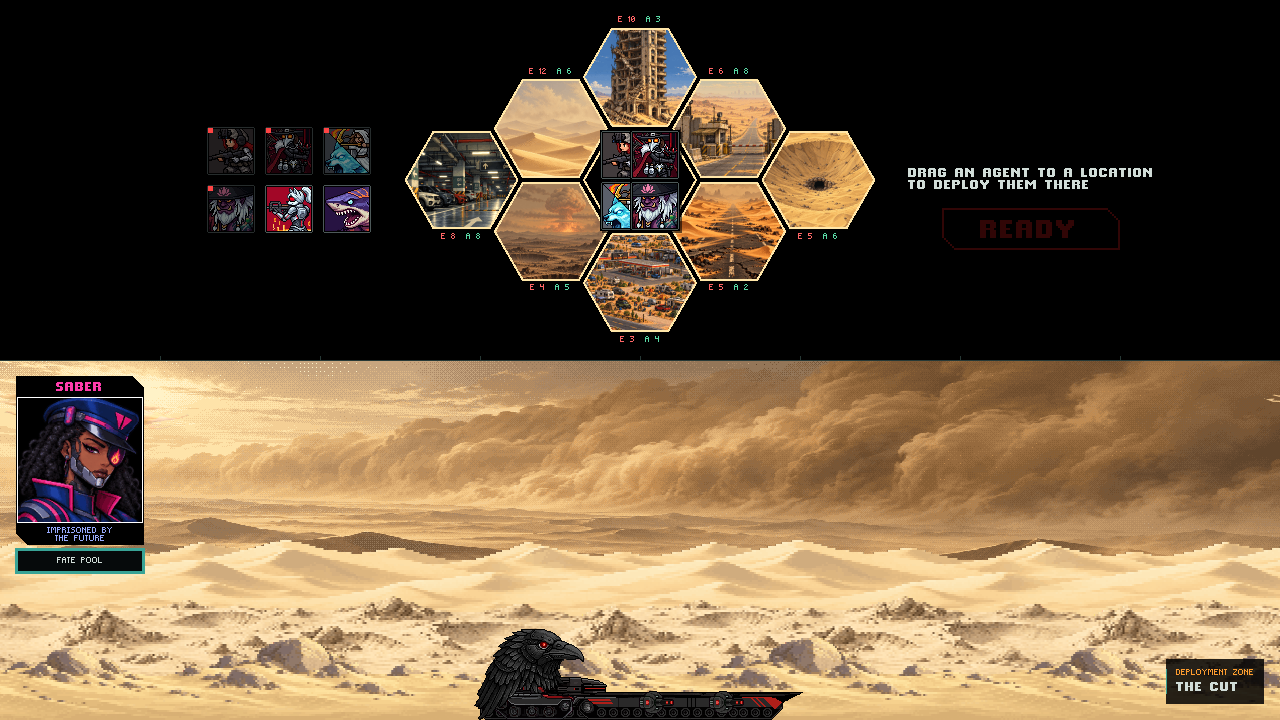 E 10 A 3
E 12 A 6
E 6 A 8
E 8 A 8
E 5 A 6
E 4 A 5
E 5 A 2
E 3 A 4
DRAG AN AGENT TO A LOCATION
TO DEPLOY THEM THERE
READY
SABER
IMPRISONED BY
THE FUTURE
FATE POOL
DEPLOYMENT ZONE
THE CUT